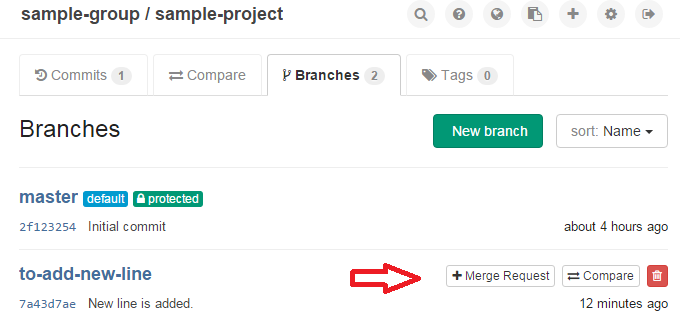 sample-group / sample-project
Commits 1 Compare Branches 2 Tags 0
Branches New branch sort: Name
master default protected
2f123254 Initial commit about 4 hours ago
to-add-new-line Merge Request Compare
7a43d7ae New line is added. 12 minutes ago